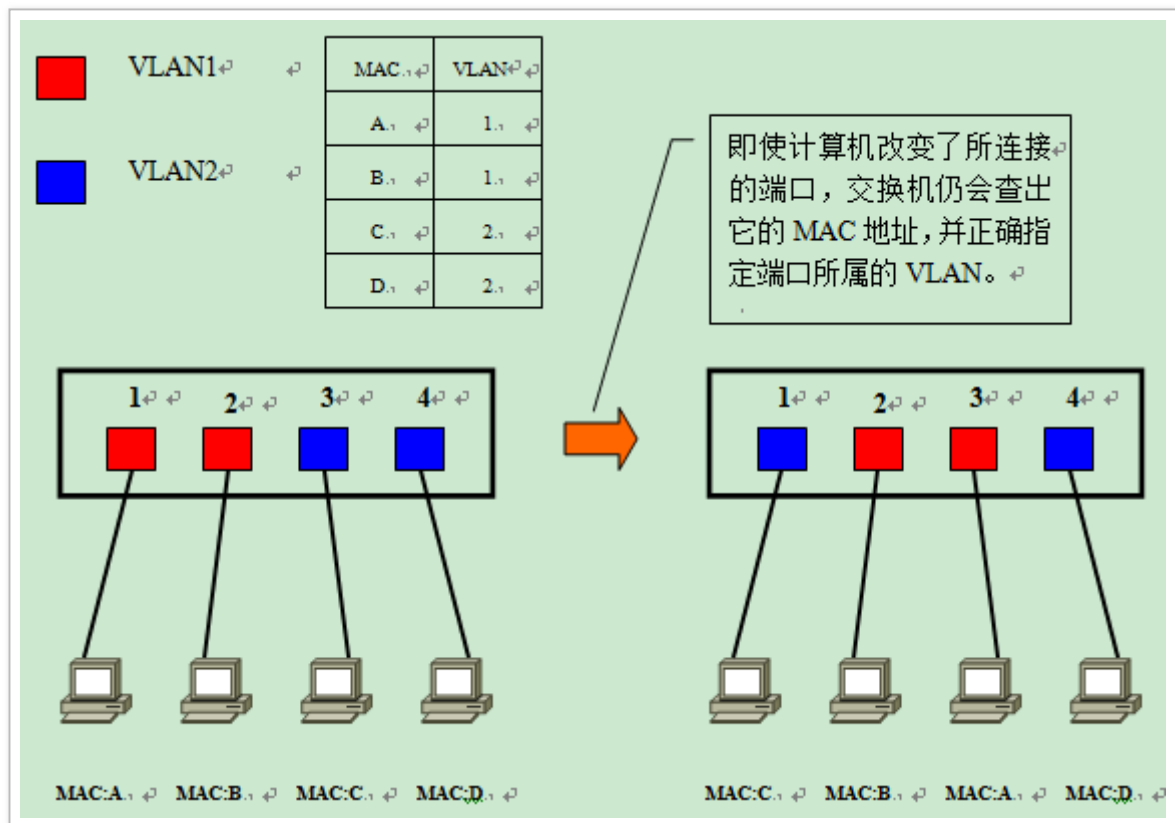 VLAN1
VLAN2
MAC VLAN
A 1
B 1
C 2
D 2
即使计算机改变了所连接
的端口，交换机仍会查出
它的 MAC 地址，并正确指
定端口所属的 VLAN。
1 2 3 4
1 2 3 4
MAC:A MAC:B MAC:C MAC:D
MAC:C MAC:B MAC:A MAC:D